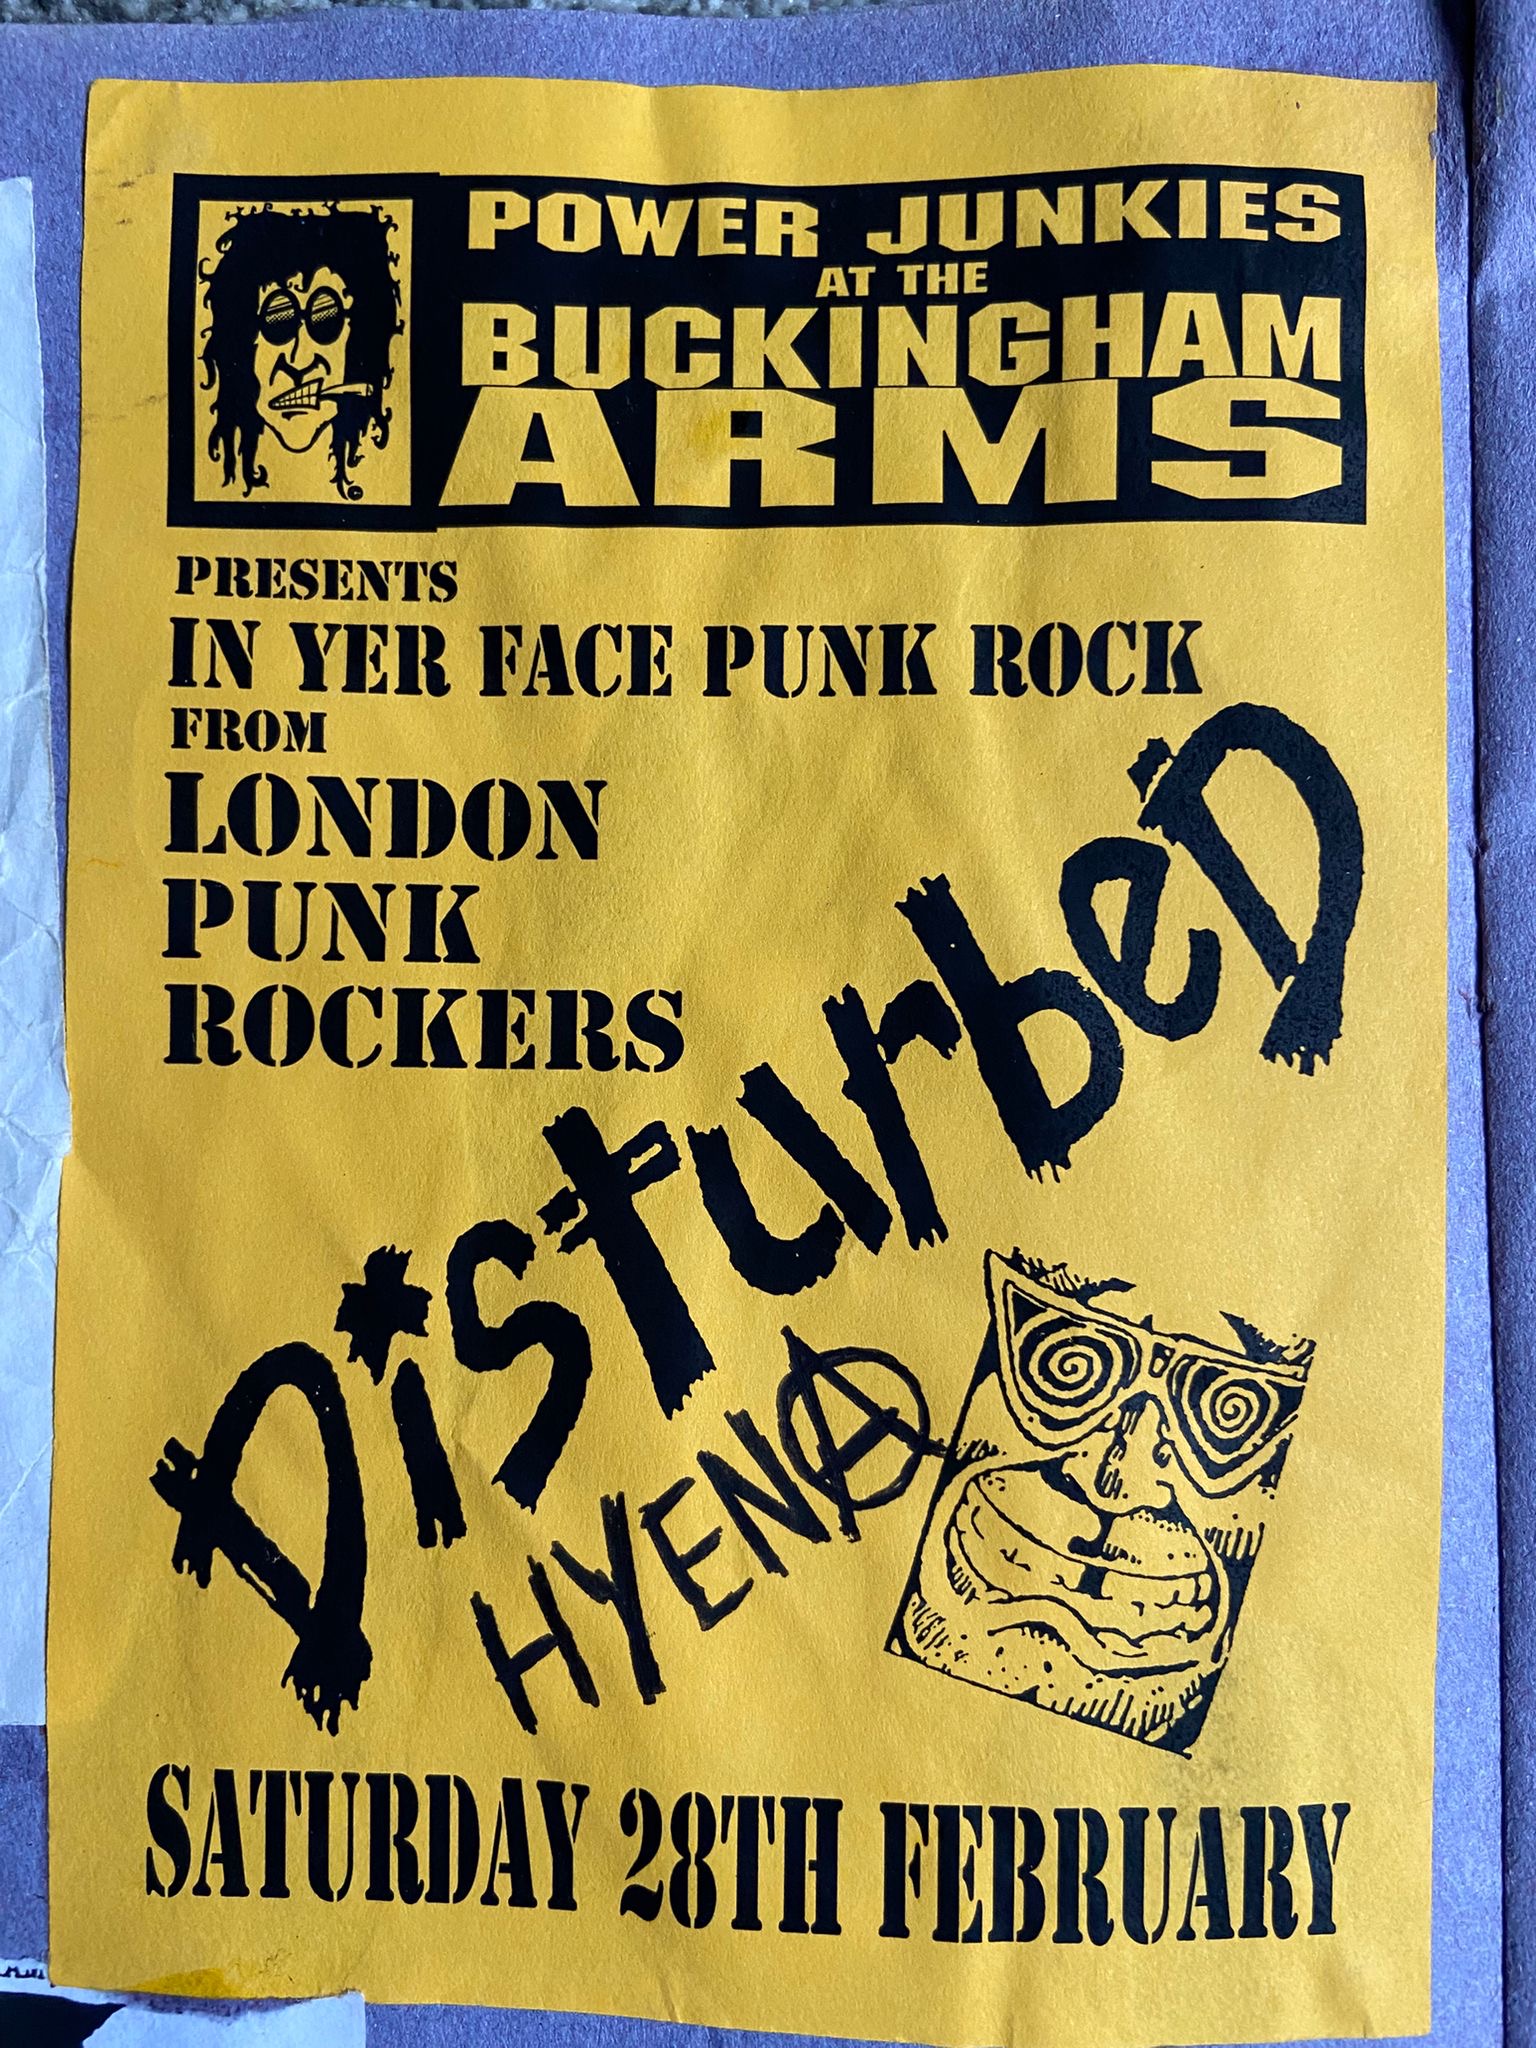 POWER JUNKIES
AT THE
BUCKINGHAM
ARMS
PRESENTS
IN YER FACE PUNK ROCK
FROM
LONDON
PUNK
ROCKERS
DisturbeD
HYENA
SATURDAY 28TH FEBRUARY